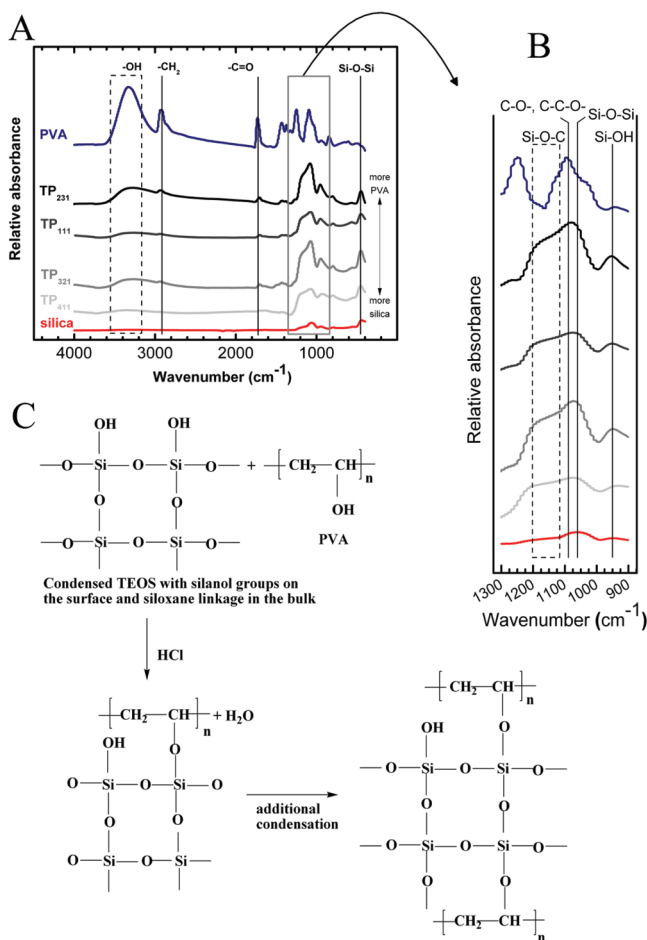 A
B
-OH
-CH2
-C=O
Si-O-Si
PVA
TP231
TP111
TP321
TP411
silica
more
PVA
more
silica
Relative absorbance
4000 3000 2000 1000
Wavenumber (cm-1)
C-O-, C-C-O-
Si-O-Si
Si-O-C
Si-OH
Relative absorbance
1300 1200 1100 1000 900
Wavenumber (cm-1)
C
OH OH
O Si O Si O + CH2 CH n
O O OH
O Si O Si O PVA
Condensed TEOS with silanol groups on
the surface and siloxane linkage in the bulk
HCl
CH2 CH n + H2O
OH O
O Si O Si O
O O
O Si O Si
additional
condensation
CH2 CH n
OH O
O Si O Si O
O O
O Si O Si O
O O
CH2 CH n